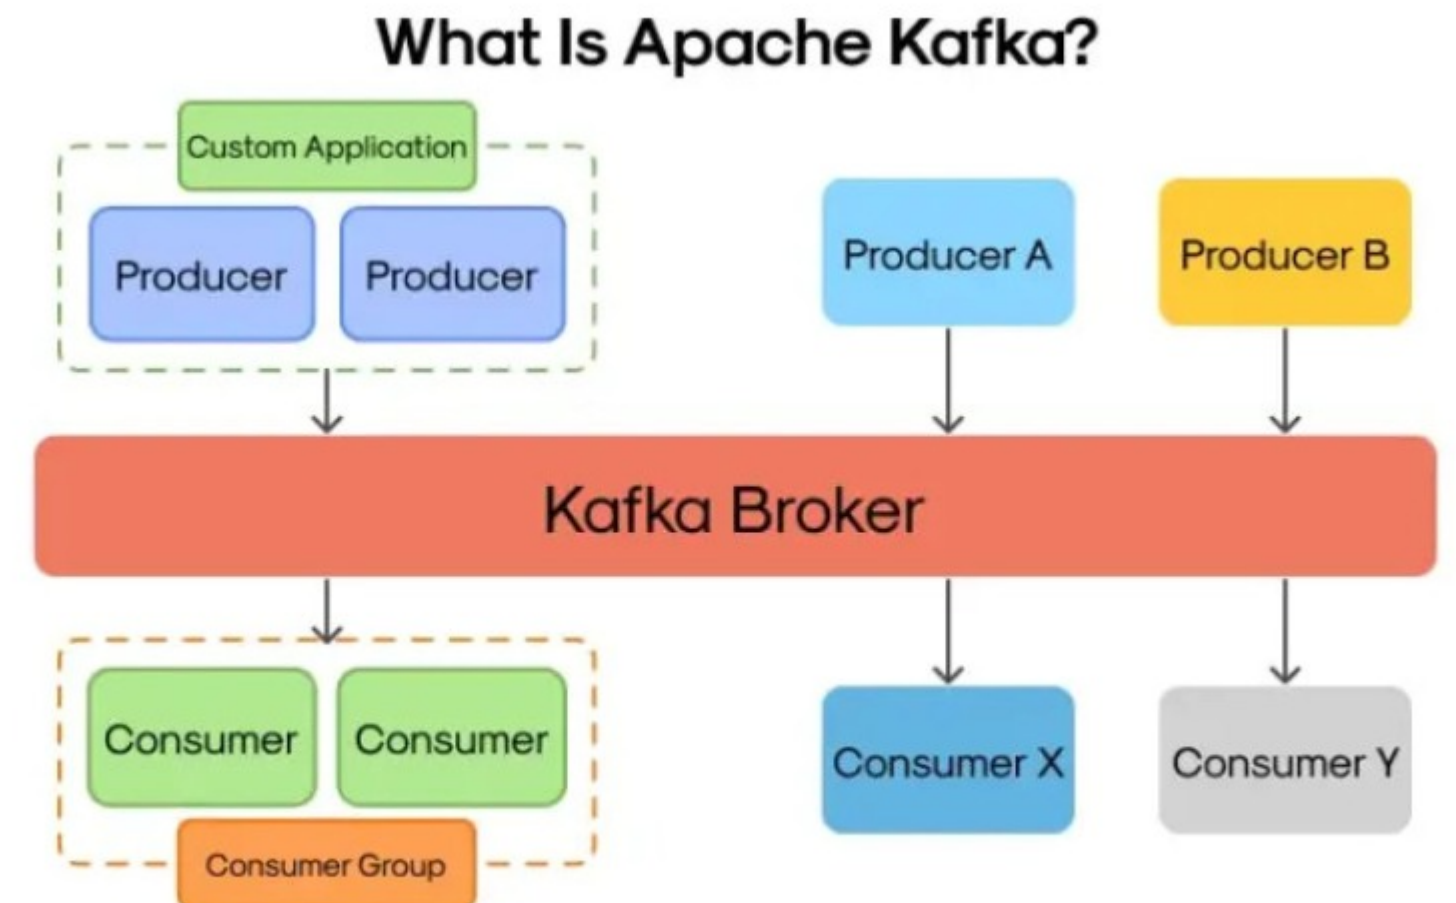 What Is Apache Kafka?
Custom Application
Producer
Producer
Producer A
Producer B
Kafka Broker
Consumer
Consumer
Consumer X
Consumer Y
Consumer Group